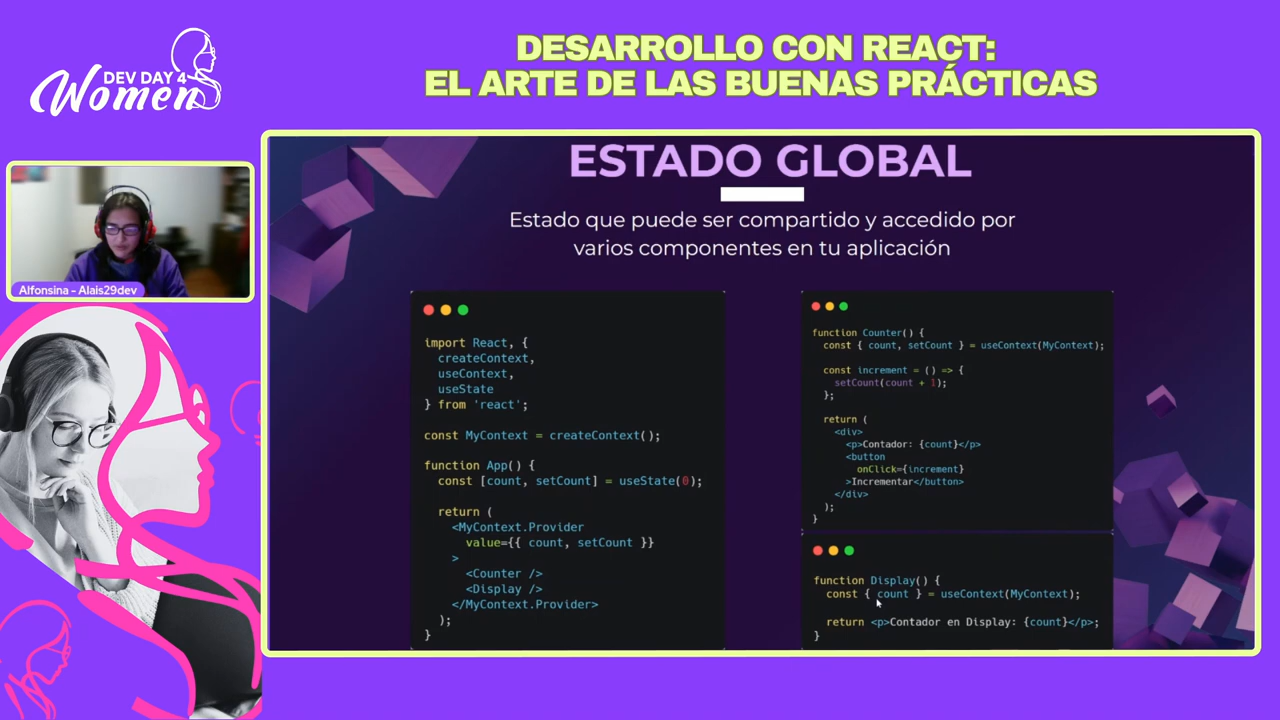 DEV DAY 4
Women
DESARROLLO CON REACT:
EL ARTE DE LAS BUENAS PRÁCTICAS
Alfonsina - Alais29dev
ESTADO GLOBAL
Estado que puede ser compartido y accedido por
varios componentes en tu aplicación
import React, {
  createContext,
  useContext,
  useState
} from 'react';
const MyContext = createContext();
function App() {
  const [count, setCount] = useState(0);
  return (
    <MyContext.Provider
      value={{ count, setCount }}
    >
      <Counter />
      <Display />
    </MyContext.Provider>
  );
}
function Counter() {
  const { count, setCount } = useContext(MyContext);
  const increment = () => {
    setCount(count + 1);
  };
  return (
    <div>
      <p>Contador: {count}</p>
      <button
        onClick={increment}
      >Incrementar</button>
    </div>
  );
}
function Display() {
  const { count } = useContext(MyContext);
  return <p>Contador en Display: {count}</p>;
}